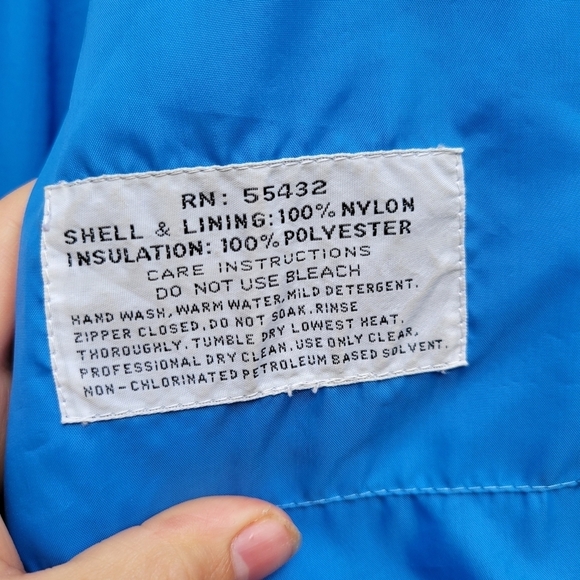 RN: 55432
SHELL & LINING: 100% NYLON
INSULATION: 100% POLYESTER
CARE INSTRUCTIONS
DO NOT USE BLEACH
HAND WASH, WARM WATER, MILD DETERGENT.
ZIPPER CLOSED, DO NOT SOAK. RINSE
THOROUGHLY. TUMBLE DRY LOWEST HEAT.
PROFESSIONAL DRY CLEAN. USE ONLY CLEAR,
NON-CHLORINATED PETROLEUM BASED SOLVENT.